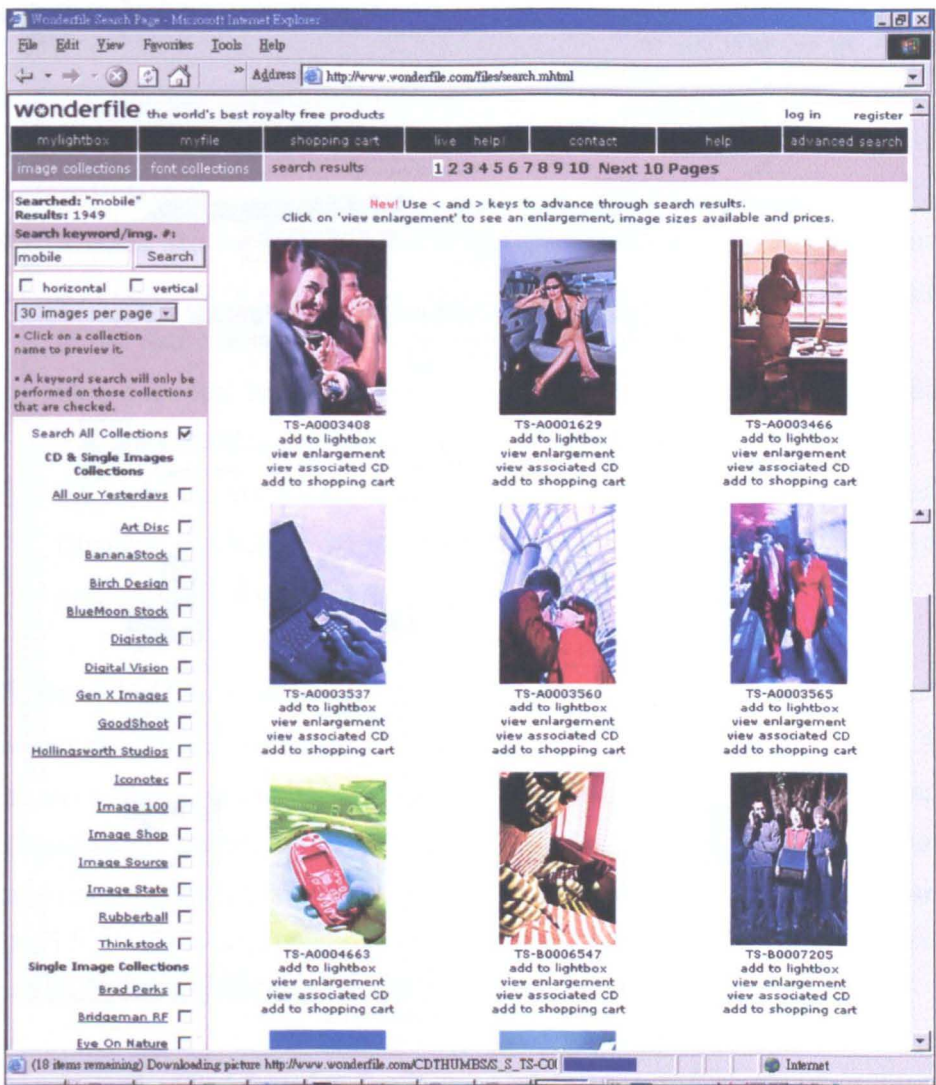 Wonderfile Search Page - Microsoft Internet Explorer
File Edit View Favorites Tools Help
» Address http://www.wonderfile.com/files/search.mhtml
wonderfile the world's best royalty free products log in register
mylightbox myfile shopping cart live help! contact help advanced search
image collections font collections search results 1 2 3 4 5 6 7 8 9 10 Next 10 Pages
Searched: "mobile"
Results: 1949
Search keyword/img. #:
mobile Search
horizontal vertical
30 images per page
• Click on a collection
name to preview it.
• A keyword search will only be
performed on those collections
that are checked.
Search All Collections
CD & Single Images
Collections
All our Yesterdays
Art Disc
BananaStock
Birch Design
BlueMoon Stock
Digistock
Digital Vision
Gen X Images
GoodShoot
Hollingsworth Studios
Iconotec
Image 100
Image Shop
Image Source
Image State
Rubberball
Thinkstock
Single Image Collections
Brad Perks
Bridgeman RF
Eye On Nature
New! Use < and > keys to advance through search results.
Click on 'view enlargement' to see an enlargement, image sizes available and prices.
TS-A0003408 TS-A0001629 TS-A0003466
add to lightbox add to lightbox add to lightbox
view enlargement view enlargement view enlargement
view associated CD view associated CD view associated CD
add to shopping cart add to shopping cart add to shopping cart
TS-A0003537 TS-A0003560 TS-A0003565
add to lightbox add to lightbox add to lightbox
view enlargement view enlargement view enlargement
view associated CD view associated CD view associated CD
add to shopping cart add to shopping cart add to shopping cart
TS-A0004663 TS-B0006547 TS-B0007205
add to lightbox add to lightbox add to lightbox
view enlargement view enlargement view enlargement
view associated CD view associated CD view associated CD
add to shopping cart add to shopping cart add to shopping cart
(18 items remaining) Downloading picture http://www.wonderfile.com/CDTHUMBS/S_S_TS-C00 Internet